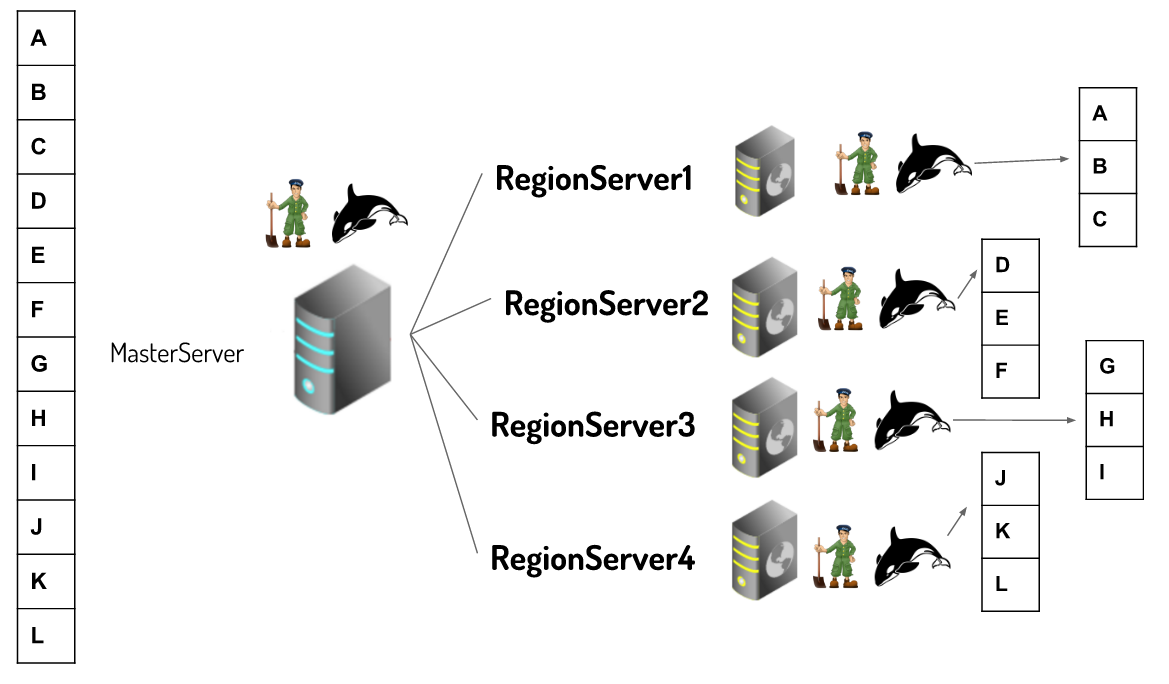 A
B
C
D
E
F
G
H
I
J
K
L
MasterServer
RegionServer1
A
B
C
RegionServer2
D
E
F
RegionServer3
G
H
I
RegionServer4
J
K
L